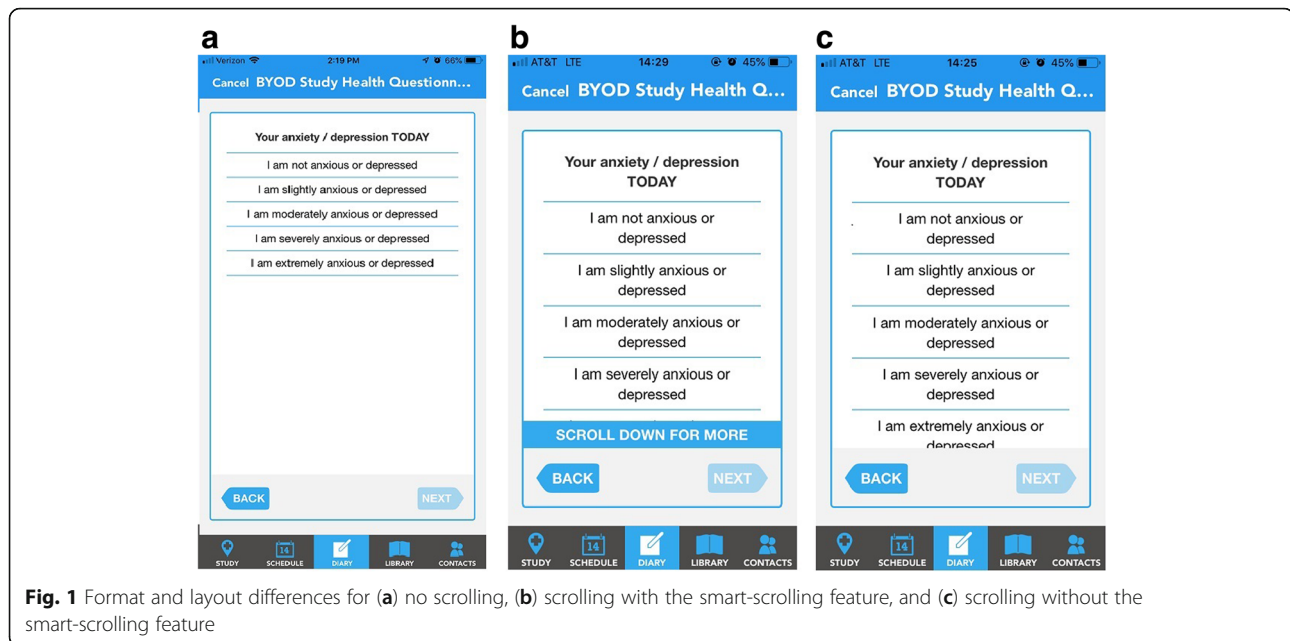 a
Verizon 2:19 PM 66%
Cancel BYOD Study Health Questionn...
Your anxiety / depression TODAY
I am not anxious or depressed
I am slightly anxious or depressed
I am moderately anxious or depressed
I am severely anxious or depressed
I am extremely anxious or depressed
BACK NEXT
STUDY 14 SCHEDULE DIARY LIBRARY CONTACTS
b
AT&T LTE 14:29 45%
Cancel BYOD Study Health Q...
Your anxiety / depression
TODAY
I am not anxious or
depressed
I am slightly anxious or
depressed
I am moderately anxious or
depressed
I am severely anxious or
depressed
SCROLL DOWN FOR MORE
BACK NEXT
STUDY 14 SCHEDULE DIARY LIBRARY CONTACTS
c
AT&T LTE 14:25 45%
Cancel BYOD Study Health Q...
Your anxiety / depression
TODAY
I am not anxious or
depressed
I am slightly anxious or
depressed
I am moderately anxious or
depressed
I am severely anxious or
depressed
I am extremely anxious or
depressed
BACK NEXT
STUDY 14 SCHEDULE DIARY LIBRARY CONTACTS
Fig. 1 Format and layout differences for (a) no scrolling, (b) scrolling with the smart-scrolling feature, and (c) scrolling without the
smart-scrolling feature